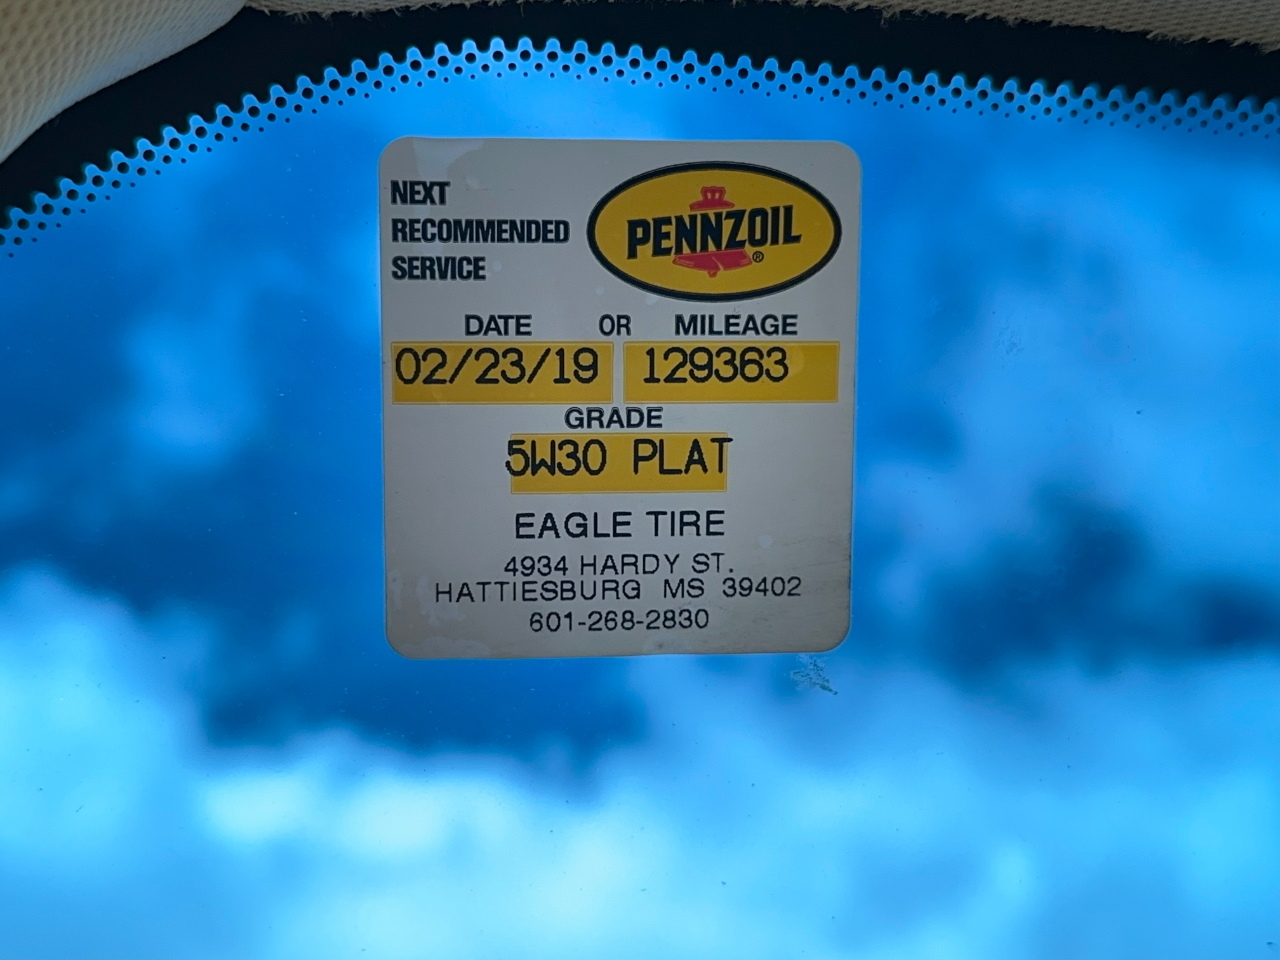 NEXT
RECOMMENDED
SERVICE
PENNZOIL®
DATE OR MILEAGE
02/23/19 129363
GRADE
5W30 PLAT
EAGLE TIRE
4934 HARDY ST.
HATTIESBURG MS 39402
601-268-2830